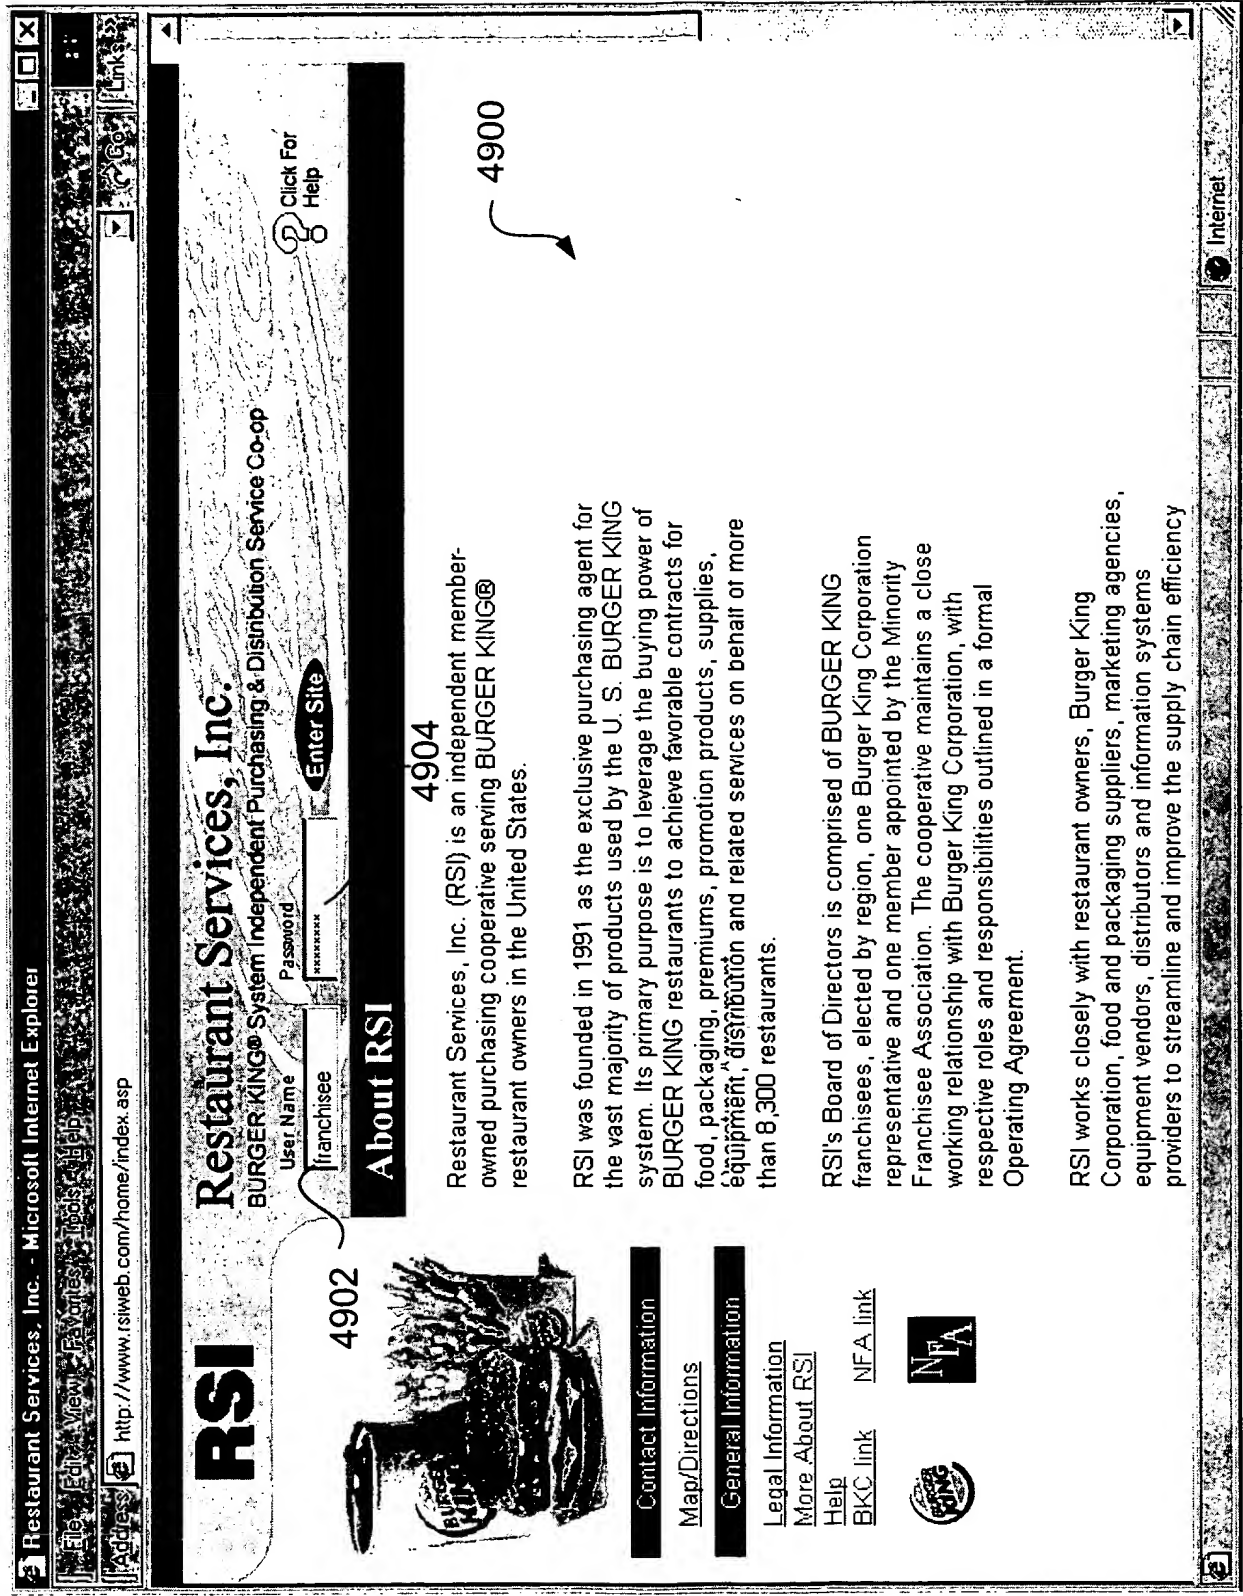 Restaurant Services, Inc. - Microsoft Internet Explorer
File Edit View Favorites Tools Help
Address http://www.rsiweb.com/home/index.asp Go Links »
RSI
Restaurant Services, Inc.
BURGER KING® System Independent Purchasing & Distribution Service Co-op
User Name Password
franchisee ******** Enter Site
Click For
Help
4902
4904
4900
About RSI
BURGER
KING
Contact Information
Map/Directions
General Information
Legal Information
More About RSI
Help
BKC link NFA link
BURGER
KING
NFA
Restaurant Services, Inc. (RSI) is an independent member-
owned purchasing cooperative serving BURGER KING®
restaurant owners in the United States.
RSI was founded in 1991 as the exclusive purchasing agent for
the vast majority of products used by the U. S. BURGER KING
system. Its primary purpose is to leverage the buying power of
BURGER KING restaurants to achieve favorable contracts for
food, packaging, premiums, promotion products, supplies,
equipment, distribution and related services on behalf of more
than 8,300 restaurants.
RSI's Board of Directors is comprised of BURGER KING
franchisees, elected by region, one Burger King Corporation
representative and one member appointed by the Minority
Franchisee Association. The cooperative maintains a close
working relationship with Burger King Corporation, with
respective roles and responsibilities outlined in a formal
Operating Agreement.
RSI works closely with restaurant owners, Burger King
Corporation, food and packaging suppliers, marketing agencies,
equipment vendors, distributors and information systems
providers to streamline and improve the supply chain efficiency
Internet